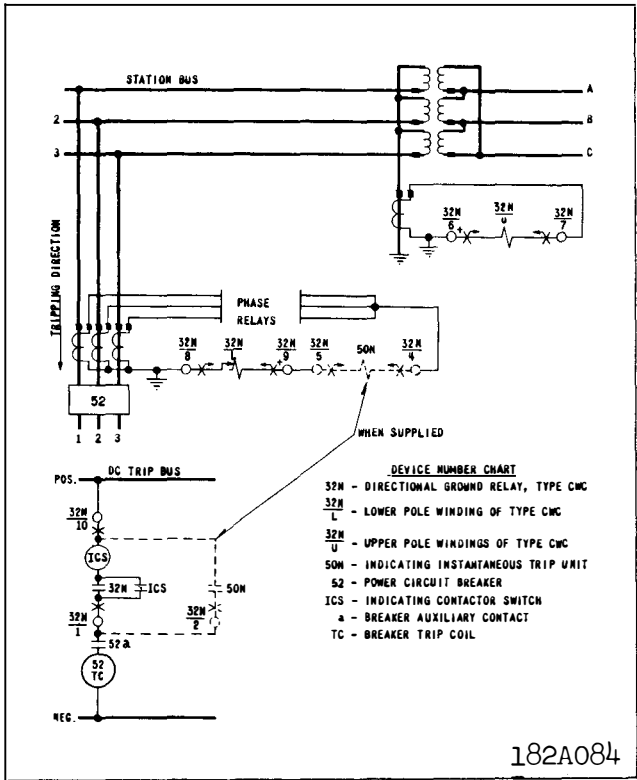 STATION BUS
A
2
B
3
C
TRIPPING DIRECTION
32N
6
+
32N
U
32N
7
PHASE
RELAYS
32N
8
32N
L
32N
+9
32N
5
50N
32N
4
52
1 2 3
WHEN SUPPLIED
POS.
DC TRIP BUS
32N
10
ICS
32N
ICS
50N
32N
1
32N
2
52a
52
TC
NEG.
DEVICE NUMBER CHART
32N - DIRECTIONAL GROUND RELAY, TYPE CWC
32N
L
- LOWER POLE WINDING OF TYPE CWC
32N
U
- UPPER POLE WINDINGS OF TYPE CWC
50N - INDICATING INSTANTANEOUS TRIP UNIT
52 - POWER CIRCUIT BREAKER
ICS - INDICATING CONTACTOR SWITCH
a - BREAKER AUXILIARY CONTACT
TC - BREAKER TRIP COIL
182A084